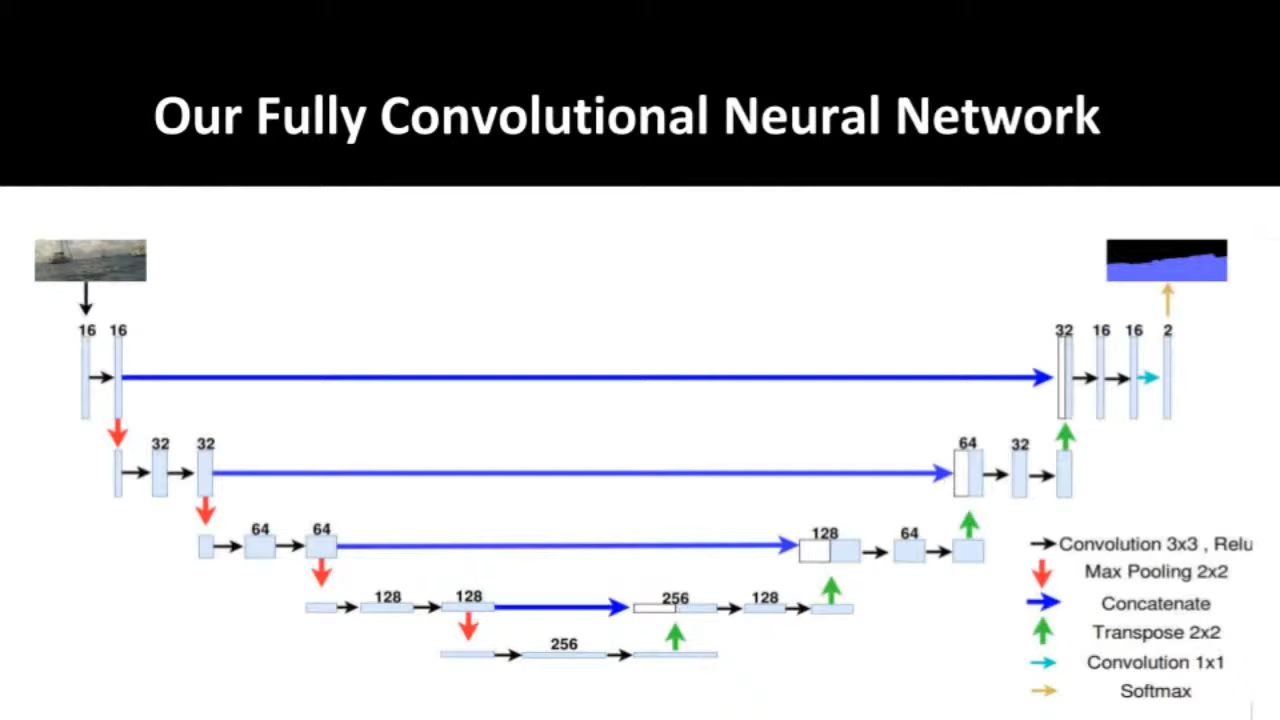 Our Fully Convolutional Neural Network
16 16
32 16 16 2
32 32
64 32
64 64
128 64
128 128
256 128
256
Convolution 3x3 , Relu
Max Pooling 2x2
Concatenate
Transpose 2x2
Convolution 1x1
Softmax